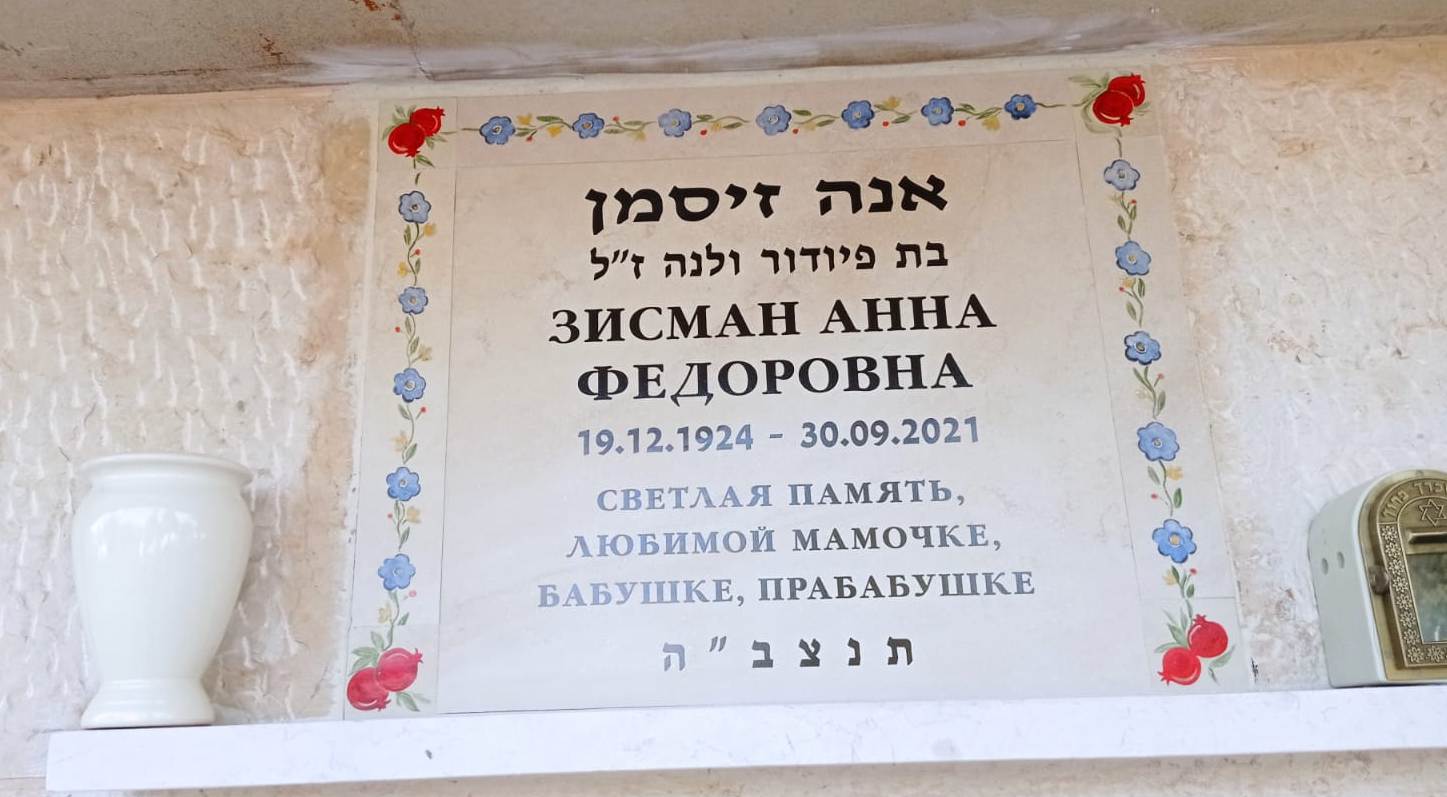 אנה זיסמן
בת פיודור ולנה ז"ל
ЗИСМАН АННА
ФЕДОРОВНА
19.12.1924 - 30.09.2021
СВЕТЛАЯ ПАМЯТЬ,
ЛЮБИМОЙ МАМОЧКЕ,
БАБУШКЕ, ПРАБАБУШКЕ
ת נ צ ב " ה